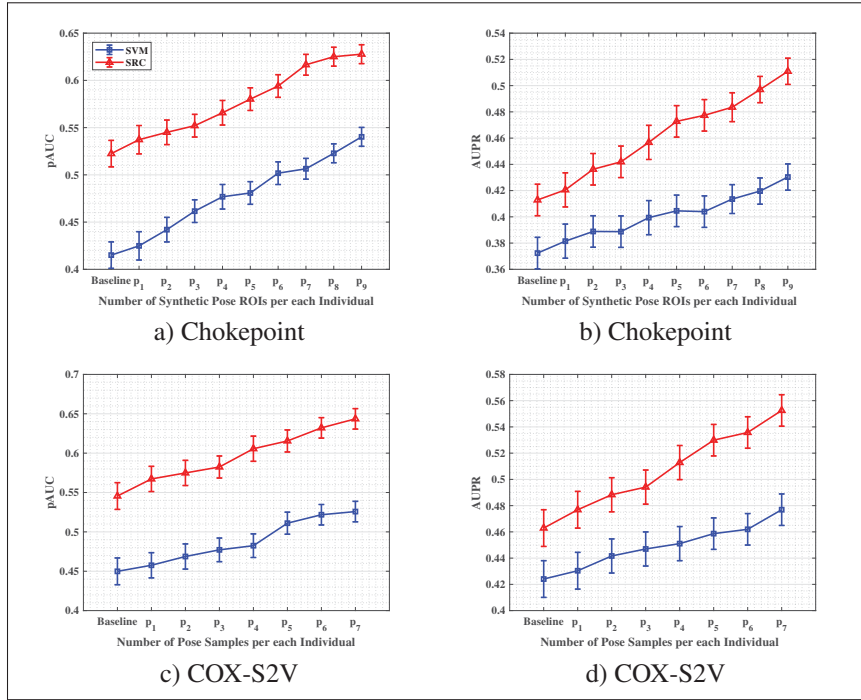 0.65
0.6
0.55
0.5
0.45
0.4
pAUC
SVM
SRC
Baseline p1 p2 p3 p4 p5 p6 p7 p8 p9
Number of Synthetic Pose ROIs per each Individual
a) Chokepoint
0.54
0.52
0.5
0.48
0.46
0.44
0.42
0.4
0.38
0.36
AUPR
Baseline p1 p2 p3 p4 p5 p6 p7 p8 p9
Number of Synthetic Pose ROIs per each Individual
b) Chokepoint
0.7
0.65
0.6
0.55
0.5
0.45
0.4
pAUC
Baseline p1 p2 p3 p4 p5 p6 p7
Number of Pose Samples per each Individual
c) COX-S2V
0.58
0.56
0.54
0.52
0.5
0.48
0.46
0.44
0.42
0.4
AUPR
Baseline p1 p2 p3 p4 p5 p6 p7
Number of Pose Samples per each Individual
d) COX-S2V